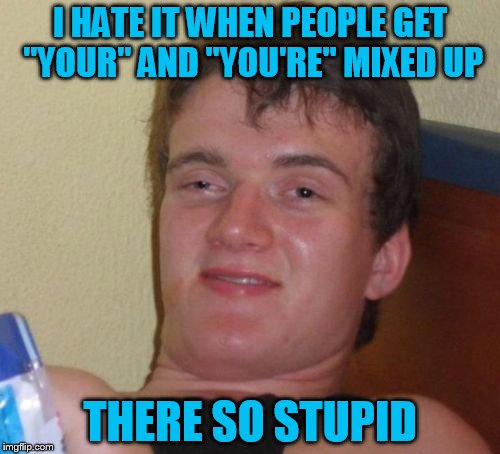 I HATE IT WHEN PEOPLE GET
"YOUR" AND "YOU'RE" MIXED UP
THERE SO STUPID
imgflip.com